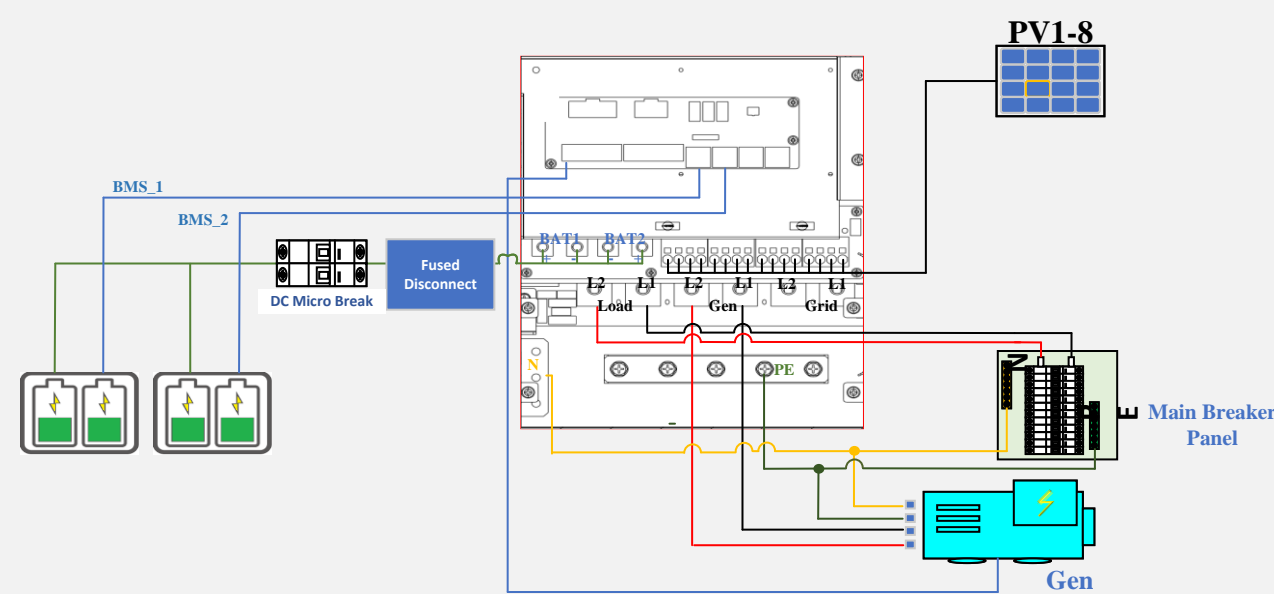 PV1-8
BMS_1
BMS_2
BAT1 BAT2
+ - - +
Fused
Disconnect
DC Micro Break
L2 L1 L2 L1 L2 L1
Load Gen Grid
N
PE
N
E
Main Breaker
Panel
Gen